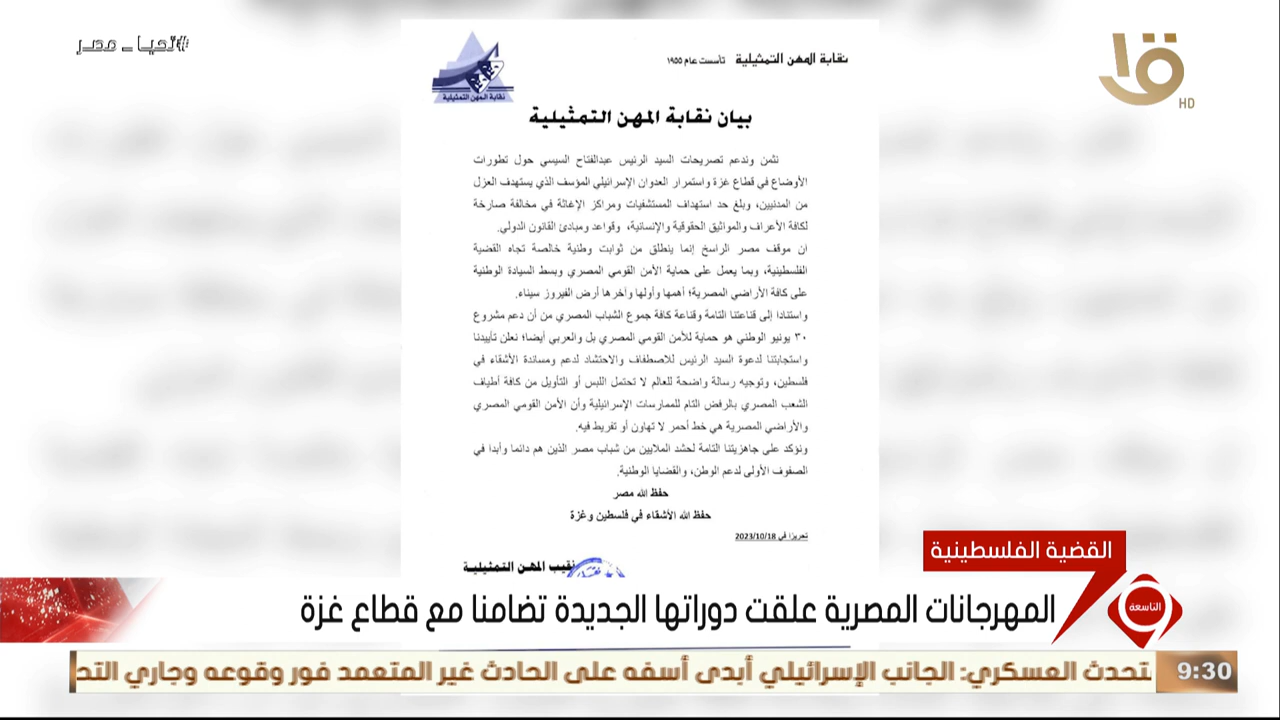 #تحيا_مصر
HD
نقابة المهن التمثيلية تأسست عام ١٩٥٥
نقابة المهن التمثيلية
بيان نقابة المهن التمثيلية
نثمن وندعم تصريحات السيد الرئيس عبدالفتاح السيسي حول تطورات
الأوضاع في قطاع غزة واستمرار العدوان الإسرائيلي المؤسف الذي يستهدف العزل
من المدنيين، وبلغ حد استهداف المستشفيات ومراكز الإغاثة في مخالفة صارخة
لكافة الأعراف والمواثيق الحقوقية والإنسانية، وقواعد ومبادئ القانون الدولي.
ان موقف مصر الراسخ إنما ينطلق من ثوابت وطنية خالصة تجاه القضية
الفلسطينية، وبما يعمل على حماية الأمن القومي المصري وبسط السيادة الوطنية
على كافة الأراضي المصرية؛ أهمها وأولها وآخرها أرض الفيروز سيناء.
واستنادا إلى قناعتنا التامة وقناعة كافة جموع الشباب المصري من أن دعم مشروع
٣٠ يونيو الوطني هو حماية للأمن القومي المصري بل والعربي أيضا؛ نعلن تأييدنا
واستجابتنا لدعوة السيد الرئيس للاصطفاف والاحتشاد لدعم ومساندة الأشقاء في
فلسطين، وتوجيه رسالة واضحة للعالم لا تحتمل اللبس أو التأويل من كافة أطياف
الشعب المصري بالرفض التام للممارسات الإسرائيلية وأن الأمن القومي المصري
والأراضي المصرية هي خط أحمر لا تهاون أو تفريط فيه.
ونؤكد على جاهزيتنا التامة لحشد الملايين من شباب مصر الذين هم دائما وأبدا في
الصفوف الأولى لدعم الوطن، والقضايا الوطنية.
حفظ الله مصر
حفظ الله الأشقاء في فلسطين وغزة
تحريرا في 2023/10/18
نقيب المهن التمثيلية
القضية الفلسطينية
التاسعة
المهرجانات المصرية علقت دوراتها الجديدة تضامنا مع قطاع غزة
9:30 لمتحدث العسكري: الجانب الإسرائيلي أبدى أسفه على الحادث غير المتعمد فور وقوعه وجاري التح